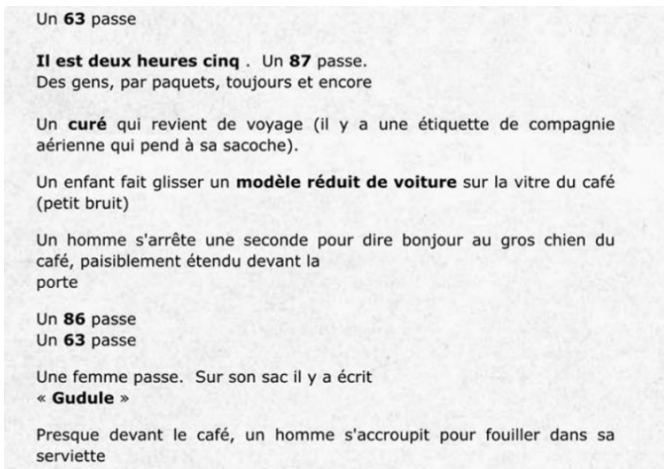 Un 63 passe
Il est deux heures cinq . Un 87 passe.
Des gens, par paquets, toujours et encore
Un curé qui revient de voyage (il y a une étiquette de compagnie
aérienne qui pend à sa sacoche).
Un enfant fait glisser un modèle réduit de voiture sur la vitre du café
(petit bruit)
Un homme s'arrête une seconde pour dire bonjour au gros chien du
café, paisiblement étendu devant la
porte
Un 86 passe
Un 63 passe
Une femme passe. Sur son sac il y a écrit
« Gudule »
Presque devant le café, un homme s'accroupit pour fouiller dans sa
serviette